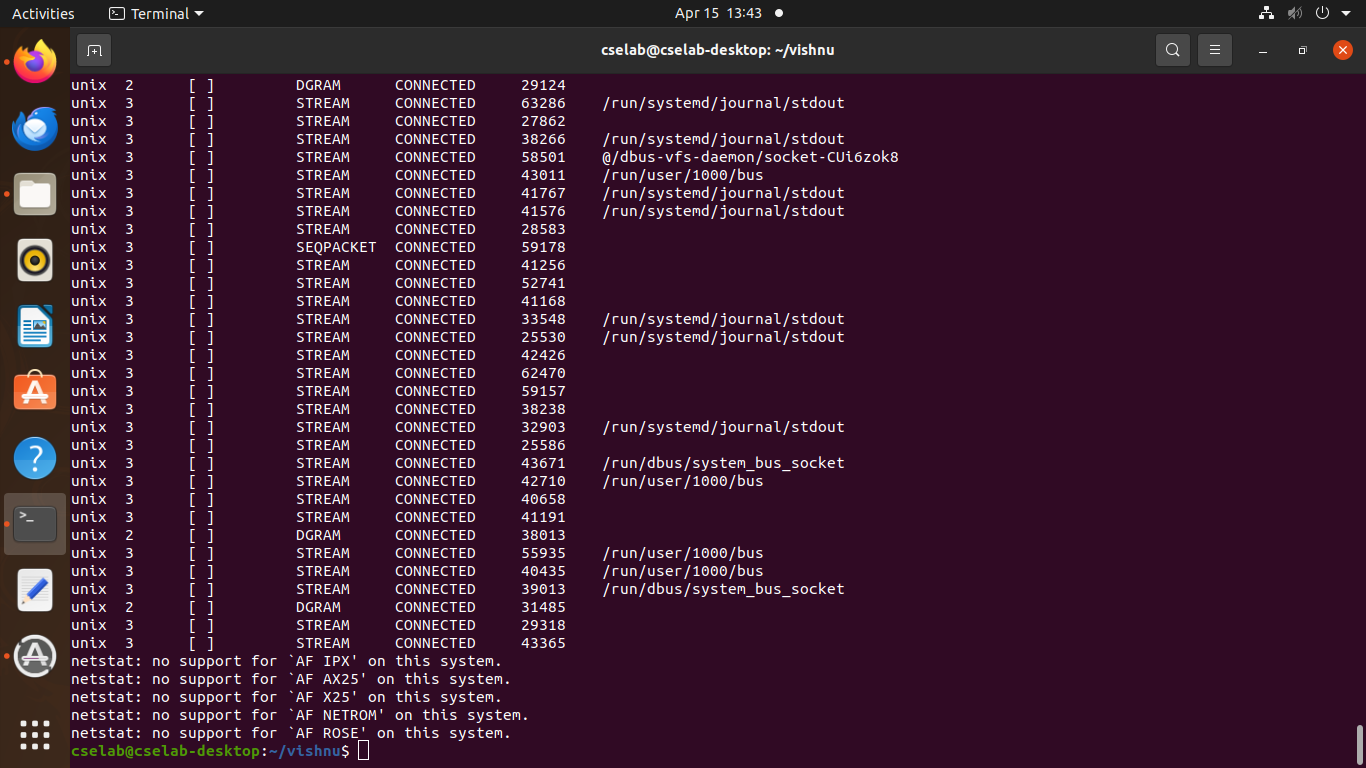 Activities Terminal Apr 15 13:43
cselab@cselab-desktop: ~/vishnu
unix 2 [ ] DGRAM CONNECTED 29124
unix 3 [ ] STREAM CONNECTED 63286 /run/systemd/journal/stdout
unix 3 [ ] STREAM CONNECTED 27862
unix 3 [ ] STREAM CONNECTED 38266 /run/systemd/journal/stdout
unix 3 [ ] STREAM CONNECTED 58501 @/dbus-vfs-daemon/socket-CUi6zok8
unix 3 [ ] STREAM CONNECTED 43011 /run/user/1000/bus
unix 3 [ ] STREAM CONNECTED 41767 /run/systemd/journal/stdout
unix 3 [ ] STREAM CONNECTED 41576 /run/systemd/journal/stdout
unix 3 [ ] STREAM CONNECTED 28583
unix 3 [ ] SEQPACKET CONNECTED 59178
unix 3 [ ] STREAM CONNECTED 41256
unix 3 [ ] STREAM CONNECTED 52741
unix 3 [ ] STREAM CONNECTED 41168
unix 3 [ ] STREAM CONNECTED 33548 /run/systemd/journal/stdout
unix 3 [ ] STREAM CONNECTED 25530 /run/systemd/journal/stdout
unix 3 [ ] STREAM CONNECTED 42426
unix 3 [ ] STREAM CONNECTED 62470
unix 3 [ ] STREAM CONNECTED 59157
unix 3 [ ] STREAM CONNECTED 38238
unix 3 [ ] STREAM CONNECTED 32903 /run/systemd/journal/stdout
unix 3 [ ] STREAM CONNECTED 25586
unix 3 [ ] STREAM CONNECTED 43671 /run/dbus/system_bus_socket
unix 3 [ ] STREAM CONNECTED 42710 /run/user/1000/bus
unix 3 [ ] STREAM CONNECTED 40658
unix 3 [ ] STREAM CONNECTED 41191
unix 2 [ ] DGRAM CONNECTED 38013
unix 3 [ ] STREAM CONNECTED 55935 /run/user/1000/bus
unix 3 [ ] STREAM CONNECTED 40435 /run/user/1000/bus
unix 3 [ ] STREAM CONNECTED 39013 /run/dbus/system_bus_socket
unix 2 [ ] DGRAM CONNECTED 31485
unix 3 [ ] STREAM CONNECTED 29318
unix 3 [ ] STREAM CONNECTED 43365
netstat: no support for `AF IPX' on this system.
netstat: no support for `AF AX25' on this system.
netstat: no support for `AF X25' on this system.
netstat: no support for `AF NETROM' on this system.
netstat: no support for `AF ROSE' on this system.
cselab@cselab-desktop:~/vishnu$